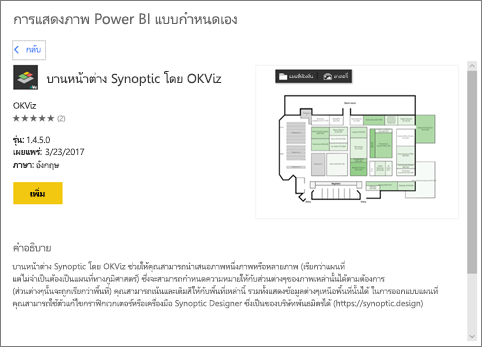 การแสดงภาพ Power BI แบบกำหนดเอง
กลับ
บานหน้าต่าง Synoptic โดย OKViz
OKViz
(2)
รุ่น: 1.4.5.0
เผยแพร่: 3/23/2017
ภาษา: อังกฤษ
เพิ่ม
คำอธิบาย
บานหน้าต่าง Synoptic โดย OKViz ช่วยให้คุณสามารถนำเสนอภาพหนึ่งภาพหรือหลายภาพ (เรียกว่าแผนที่
แต่ไม่จำเป็นต้องเป็นแผนที่ทางภูมิศาสตร์) ซึ่งจะสามารถกำหนดความหมายให้กับส่วนต่างๆของภาพเหล่านั้นได้ตามต้องการ
(ส่วนต่างๆนั้นจะถูกเรียกว่าพื้นที่) คุณสามารถเน้นและเติมสีให้กับพื้นที่เหล่านี้ รวมทั้งแสดงข้อมูลต่างๆเหนือพื้นที่นั้นได้ ในการออกแบบแผนที่
คุณสามารถใช้ตัวแก้ไขกราฟิกเวกเตอร์หรือเครื่องมือ Synoptic Designer ซึ่งเป็นของบริษัทพันธมิตรได้ (https://synoptic.design)